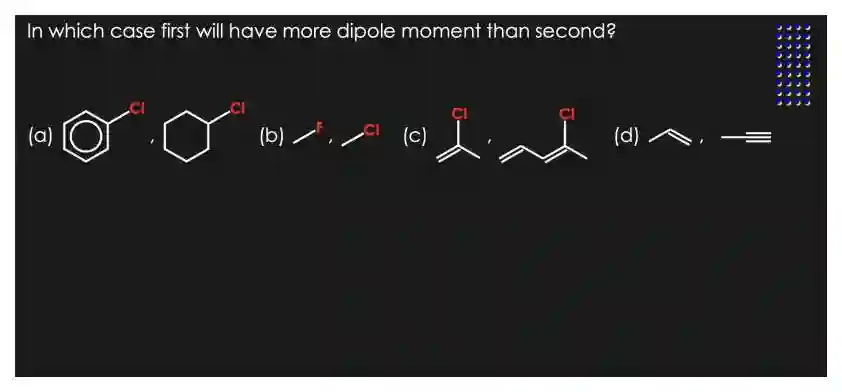 In which case first will have more dipole moment than second?
Cl Cl Cl Cl
(a) , (b) F , Cl (c) , (d) ,